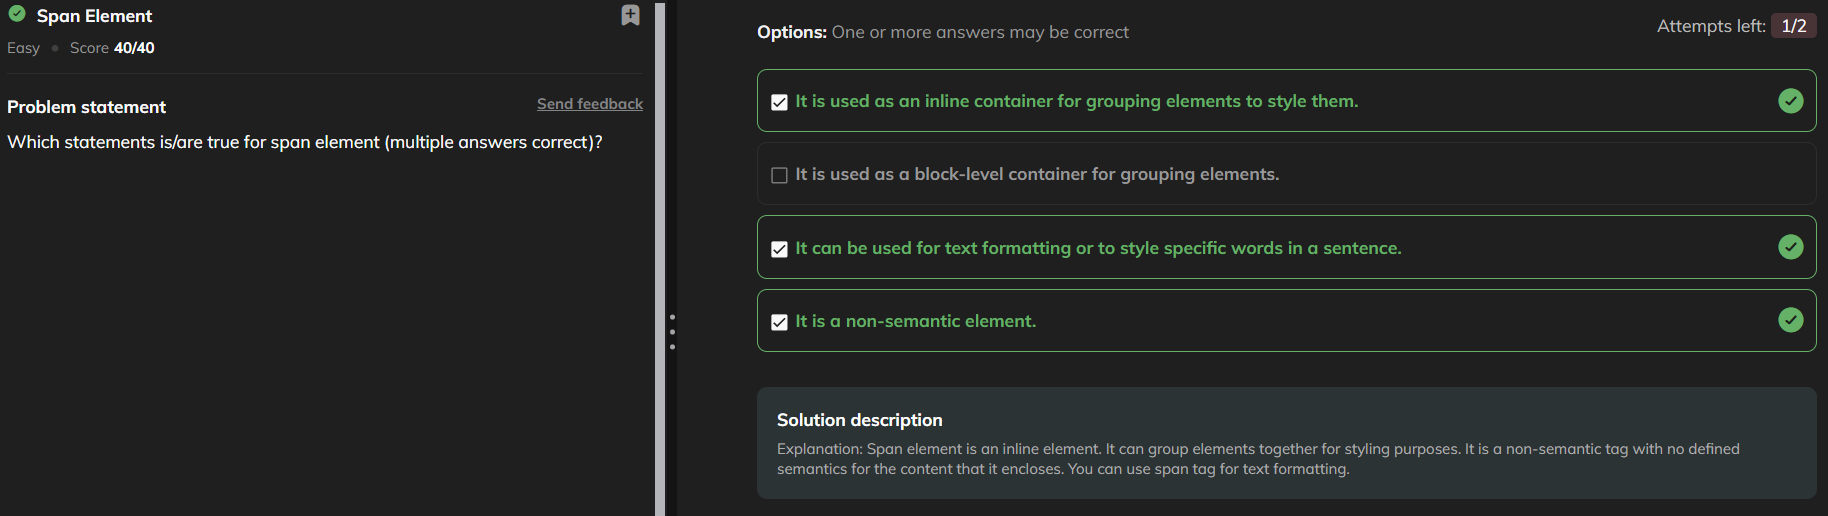 Span Element
Easy • Score 40/40
Problem statement
Send feedback
Which statements is/are true for span element (multiple answers correct)?
Options: One or more answers may be correct
Attempts left: 1/2
It is used as an inline container for grouping elements to style them.
It is used as a block-level container for grouping elements.
It can be used for text formatting or to style specific words in a sentence.
It is a non-semantic element.
Solution description
Explanation: Span element is an inline element. It can group elements together for styling purposes. It is a non-semantic tag with no defined
semantics for the content that it encloses. You can use span tag for text formatting.